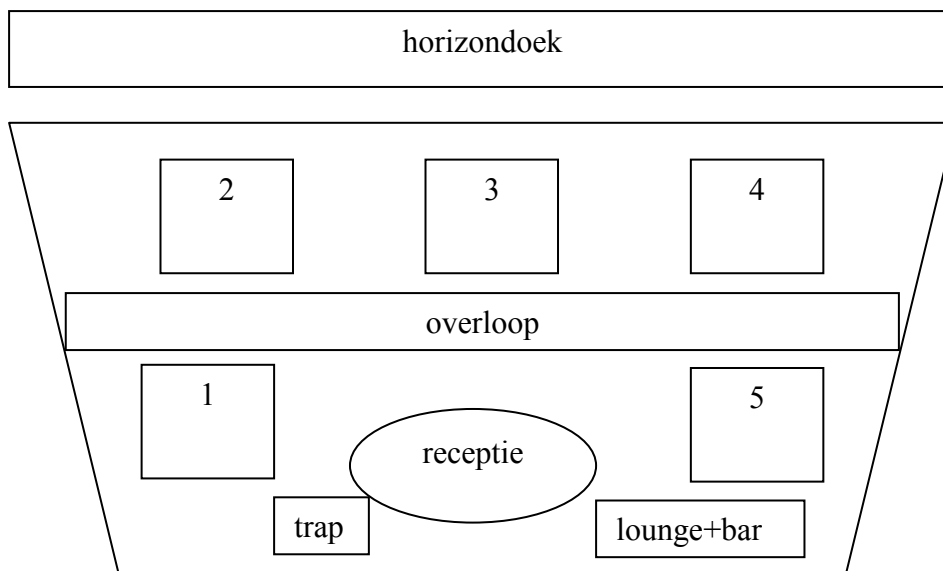 horizondoek
2 3 4
overloop
1 5
receptie
trap lounge+bar